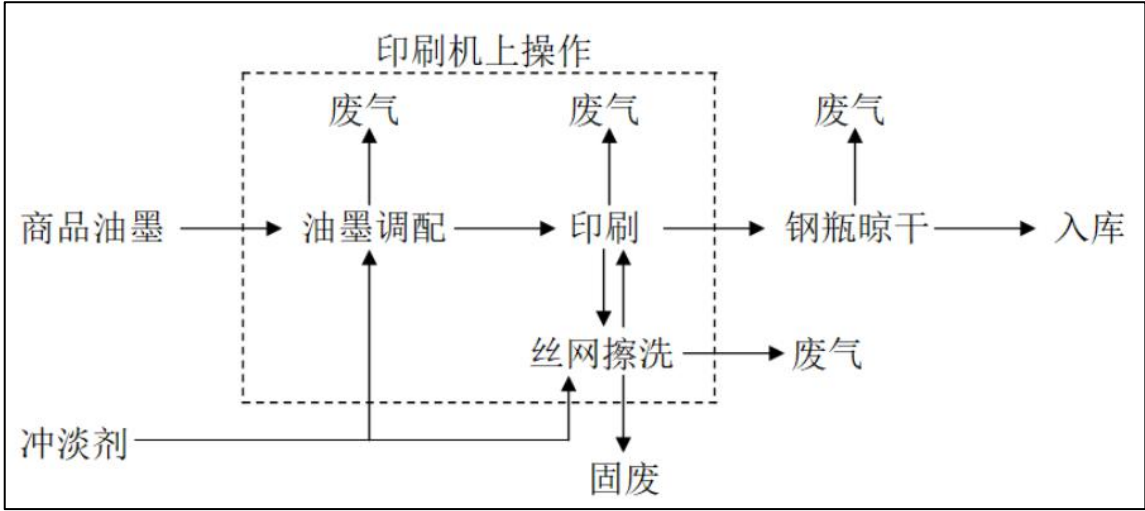 印刷机上操作
废气
废气
废气
商品油墨
油墨调配
印刷
钢瓶晾干
入库
丝网擦洗
废气
冲淡剂
固废